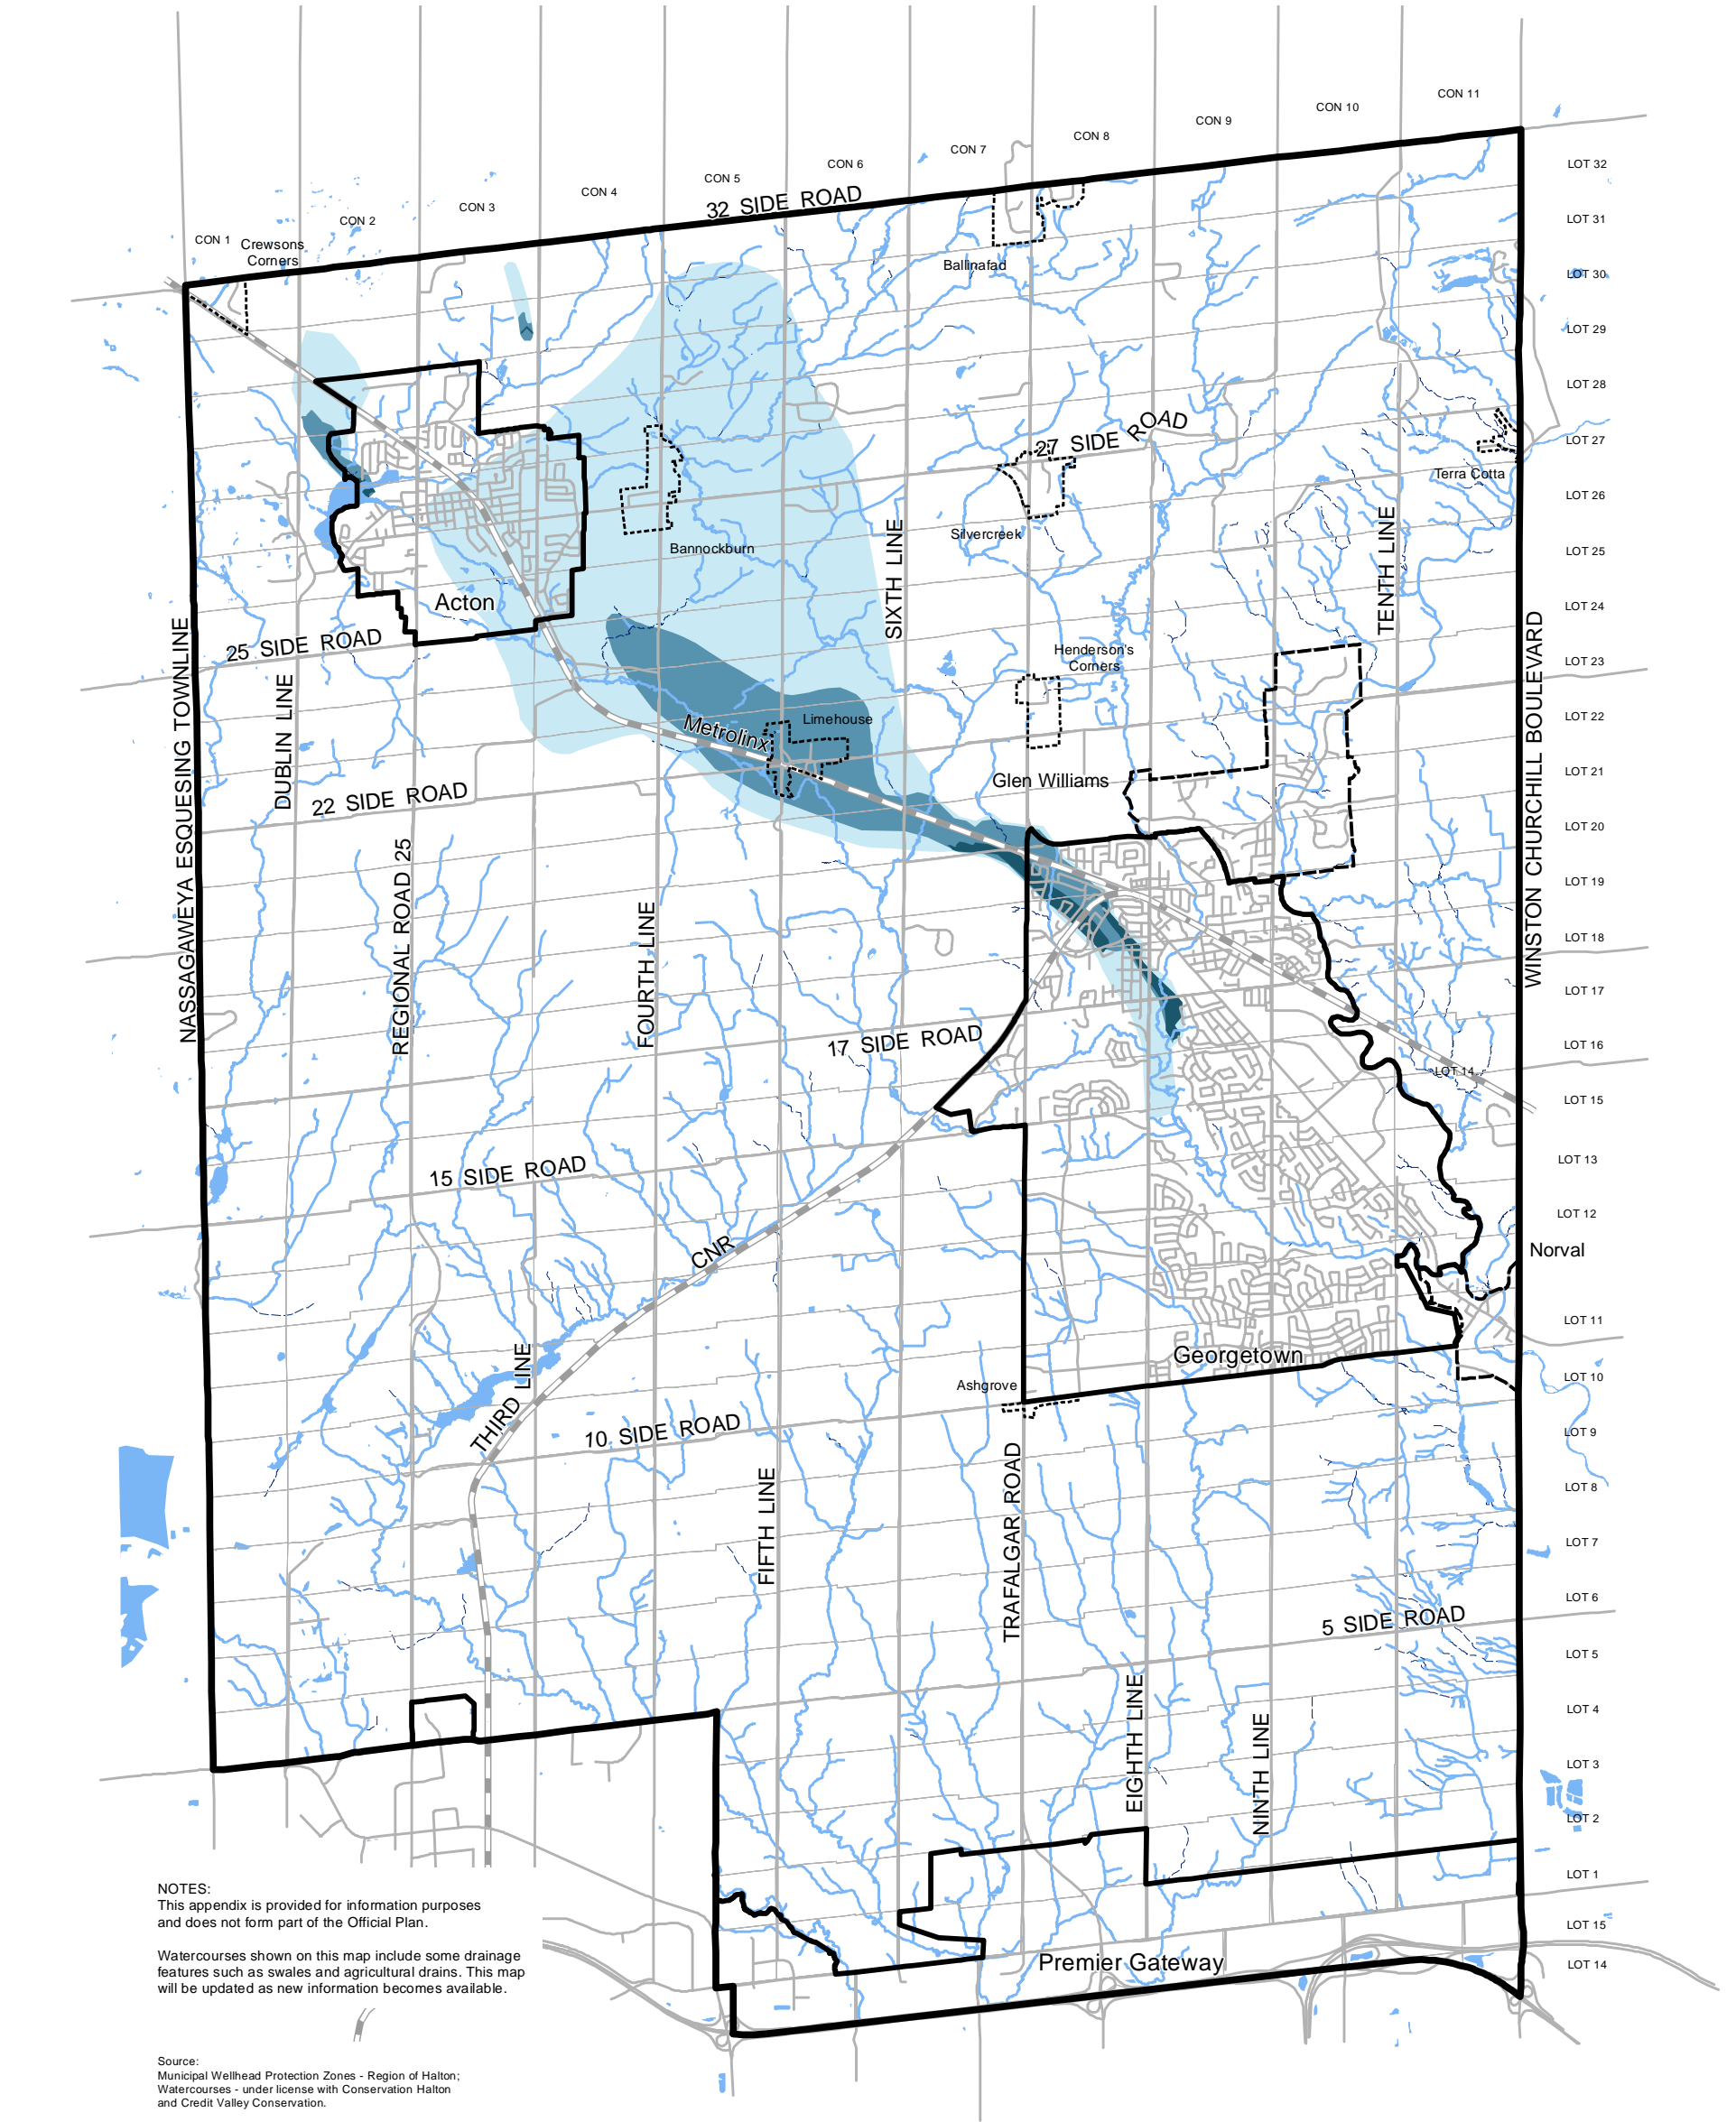 CON 11
CON 10
CON 9
CON 8
CON 7
CON 6
CON 5
CON 4
CON 3
CON 2
CON 1
Crewsons
Corners
32 SIDE ROAD
Ballinafad
LOT 32
LOT 31
LOT 30
LOT 29
LOT 28
LOT 27
LOT 26
LOT 25
LOT 24
LOT 23
LOT 22
LOT 21
LOT 20
LOT 19
LOT 18
LOT 17
LOT 16
LOT 14
LOT 15
LOT 13
LOT 12
LOT 11
LOT 10
LOT 9
LOT 8
LOT 7
LOT 6
LOT 5
LOT 4
LOT 3
LOT 2
LOT 1
LOT 15
LOT 14
27 SIDE ROAD
Terra Cotta
Silvercreek
Bannockburn
Acton
SIXTH LINE
TENTH LINE
25 SIDE ROAD
Henderson's
Corners
NASSAGAWEYA ESQUESING TOWNLINE
DUBLIN LINE
WINSTON CHURCHILL BOULEVARD
Limehouse
Metrolinx
Glen Williams
22 SIDE ROAD
REGIONAL ROAD 25
FOURTH LINE
17 SIDE ROAD
15 SIDE ROAD
CNR
Norval
Georgetown
Ashgrove
THIRD LINE
10 SIDE ROAD
FIFTH LINE
TRAFALGAR ROAD
5 SIDE ROAD
EIGHTH LINE
NINTH LINE
Premier Gateway
NOTES:
This appendix is provided for information purposes
and does not form part of the Official Plan.
Watercourses shown on this map include some drainage
features such as swales and agricultural drains. This map
will be updated as new information becomes available.
Source:
Municipal Wellhead Protection Zones - Region of Halton;
Watercourses - under license with Conservation Halton
and Credit Valley Conservation.